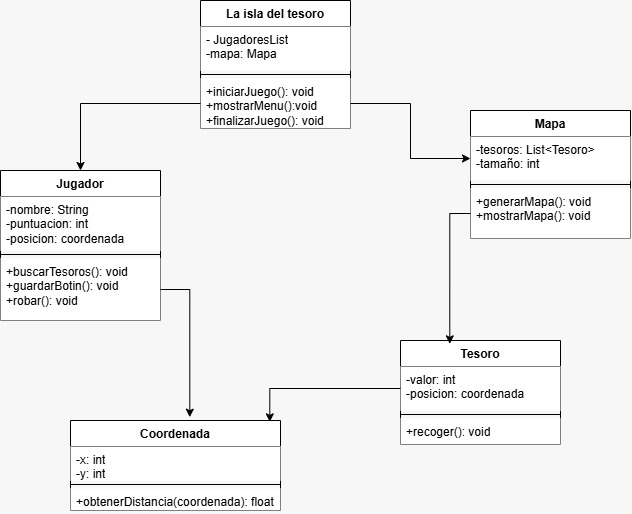 La isla del tesoro
- JugadoresList
-mapa: Mapa
+iniciarJuego(): void
+mostrarMenu():void
+finalizarJuego(): void
Mapa
-tesoros: List<Tesoro>
-tamaño: int
+generarMapa(): void
+mostrarMapa(): void
Jugador
-nombre: String
-puntuacion: int
-posicion: coordenada
+buscarTesoros(): void
+guardarBotin(): void
+robar(): void
Tesoro
-valor: int
-posicion: coordenada
+recoger(): void
Coordenada
-x: int
-y: int
+obtenerDistancia(coordenada): float